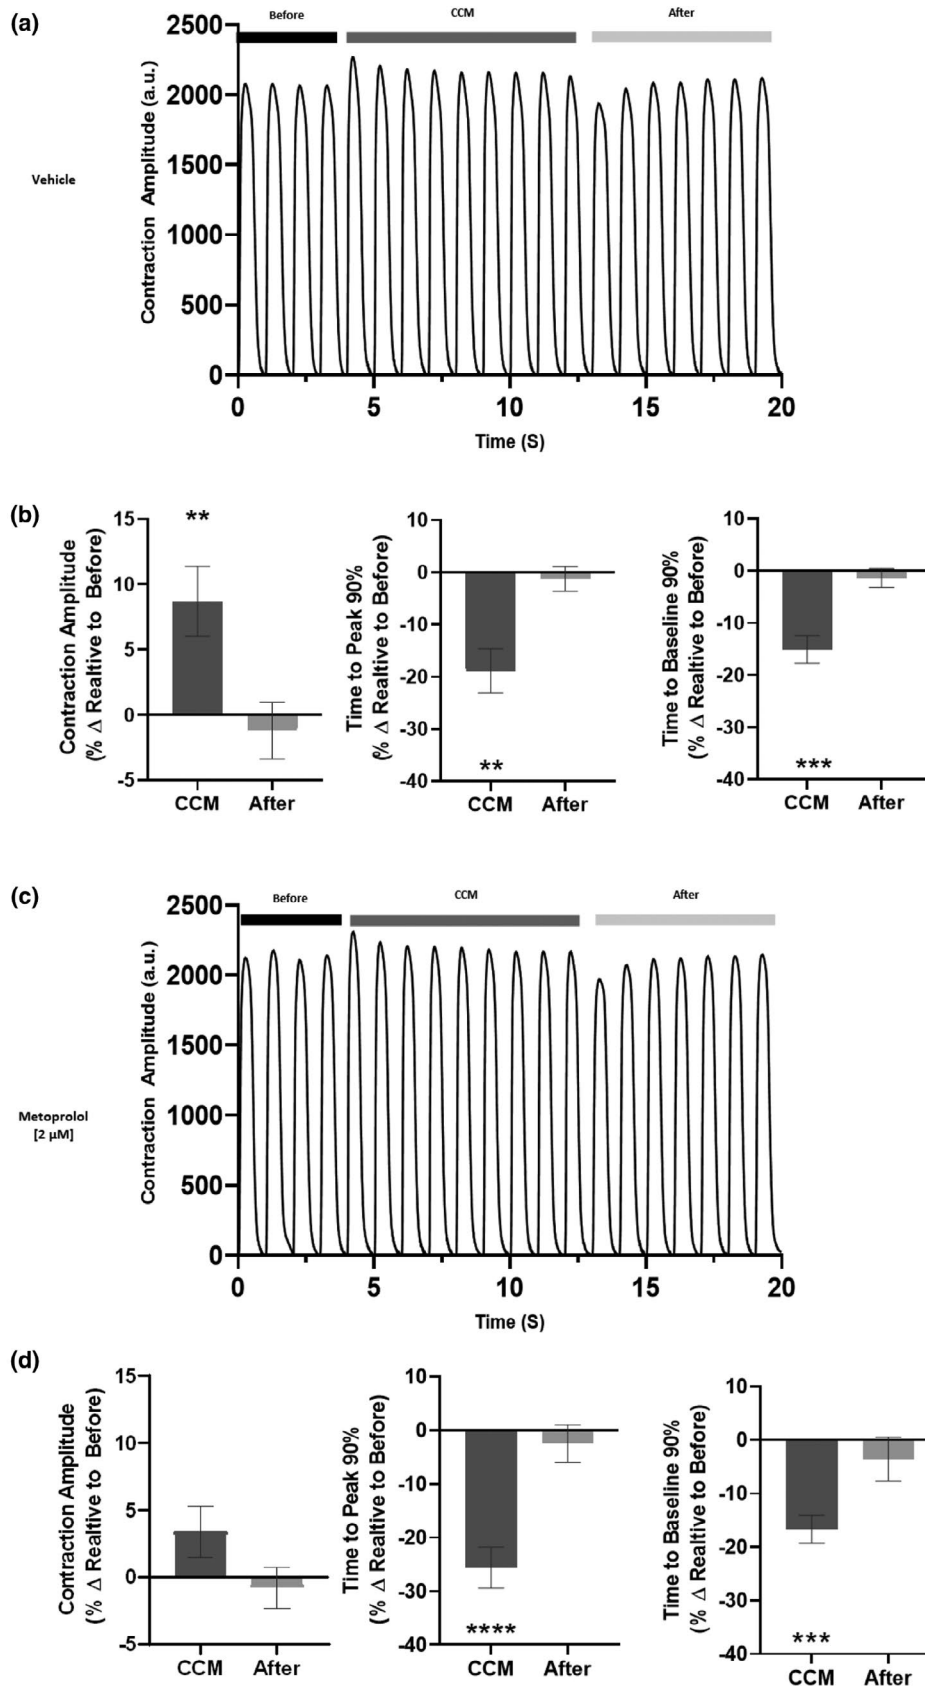 (a)
Before CCM After
2500
2000
1500
1000
500
0
Contraction Amplitude (a.u.)
Vehicle
0 5 10 15 20
Time (S)
(b)
15
10
5
0
-5
Contraction Amplitude
(% Δ Realtive to Before)
**
CCM After
10
0
-10
-20
-30
-40
Time to Peak 90%
(% Δ Realtive to Before)
**
CCM After
10
0
-10
-20
-30
-40
Time to Baseline 90%
(% Δ Realtive to Before)
***
CCM After
(c)
Before CCM After
2500
2000
1500
1000
500
0
Contraction Amplitude (a.u.)
Metoprolol
[2 µM]
0 5 10 15 20
Time (S)
(d)
15
10
5
0
-5
Contraction Amplitude
(% Δ Realtive to Before)
CCM After
10
0
-10
-20
-30
-40
Time to Peak 90%
(% Δ Realtive to Before)
****
CCM After
10
0
-10
-20
-30
-40
Time to Baseline 90%
(% Δ Realtive to Before)
***
CCM After